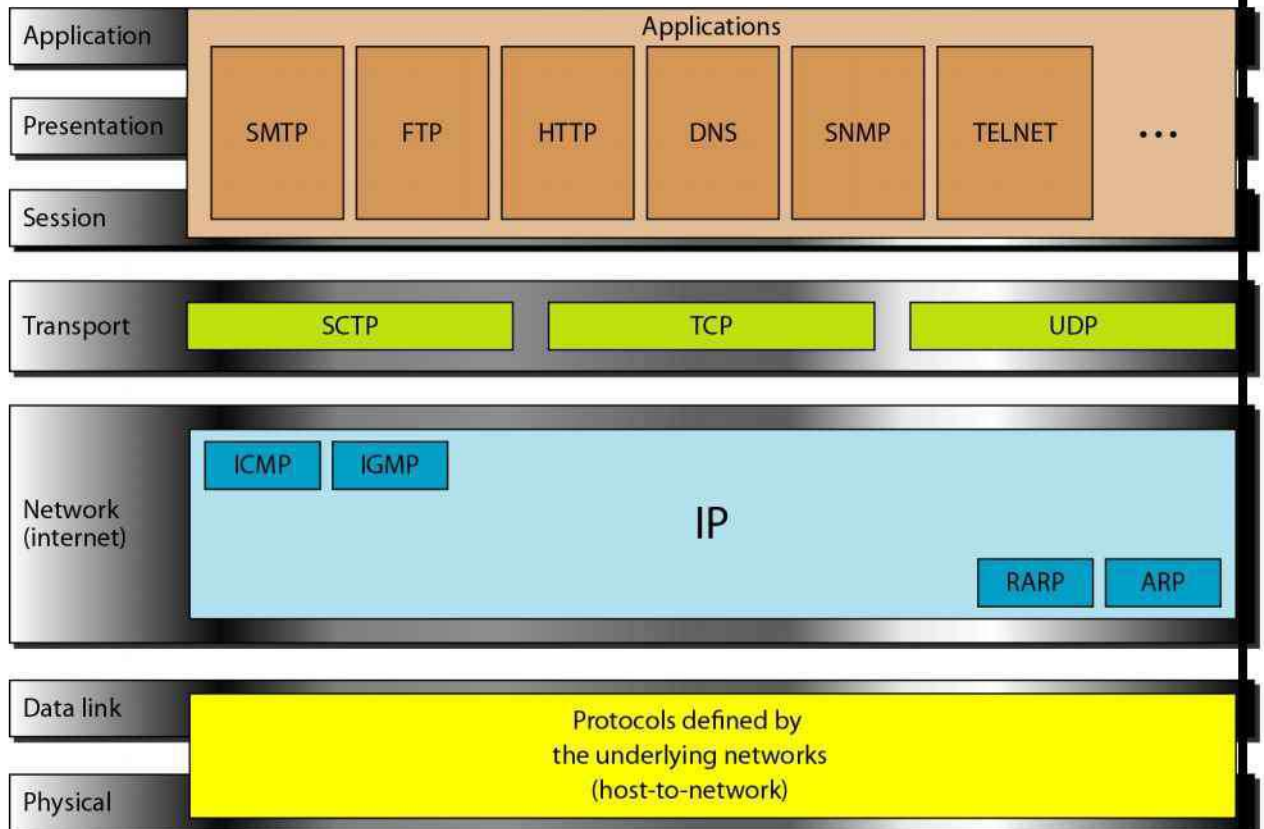 Application
Applications
Presentation
SMTP
FTP
HTTP
DNS
SNMP
TELNET
...
Session
Transport
SCTP
TCP
UDP
Network
(internet)
ICMP
IGMP
IP
RARP
ARP
Data link
Physical
Protocols defined by
the underlying networks
(host-to-network)